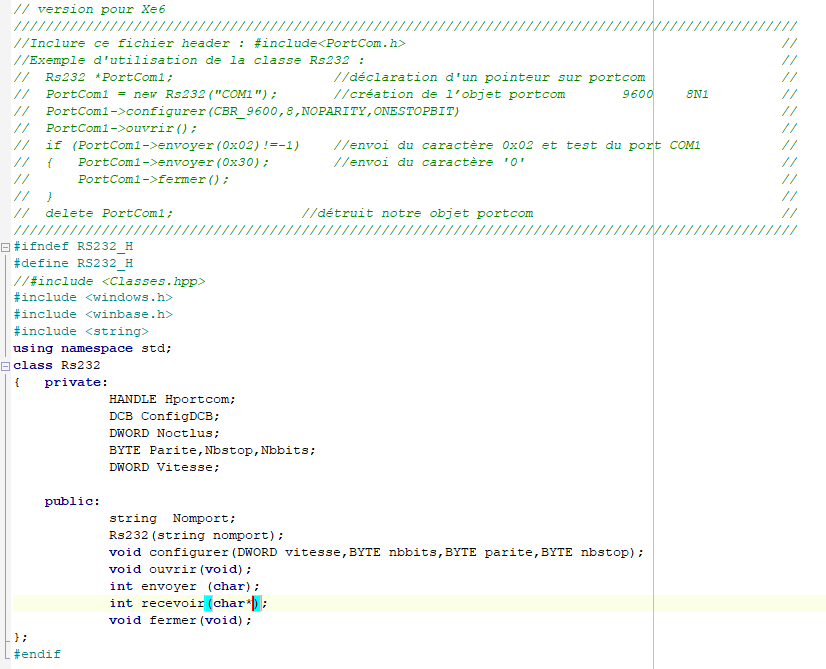 // version pour Xe6
//////////////////////////////////////////////////////////////////////////////////////////////////
//Inclure ce fichier header : #include<PortCom.h>                                               //
//Exemple d'utilisation de la classe Rs232 :                                                    //
//  Rs232 *PortCom1;                    //déclaration d'un pointeur sur portcom                 //
//  PortCom1 = new Rs232("COM1");       //création de l'objet portcom       9600    8N1         //
//  PortCom1->configurer(CBR_9600,8,NOPARITY,ONESTOPBIT)                                        //
//  PortCom1->ouvrir();                                                                         //
//  if (PortCom1->envoyer(0x02)!=-1)    //envoi du caractère 0x02 et test du port COM1          //
//  {   PortCom1->envoyer(0x30);        //envoi du caractère '0'                                //
//      PortCom1->fermer();                                                                     //
//  }                                                                                           //
//  delete PortCom1;                //détruit notre objet portcom                               //
//////////////////////////////////////////////////////////////////////////////////////////////////
#ifndef RS232_H
#define RS232_H
//#include <Classes.hpp>
#include <windows.h>
#include <winbase.h>
#include <string>
using namespace std;
class Rs232
{   private:
            HANDLE Hportcom;
            DCB ConfigDCB;
            DWORD Noctlus;
            BYTE Parite,Nbstop,Nbbits;
            DWORD Vitesse;

    public:
            string  Nomport;
            Rs232(string nomport);
            void configurer(DWORD vitesse,BYTE nbbits,BYTE parite,BYTE nbstop);
            void ouvrir(void);
            int envoyer (char);
            int recevoir(char*);
            void fermer(void);
};
#endif